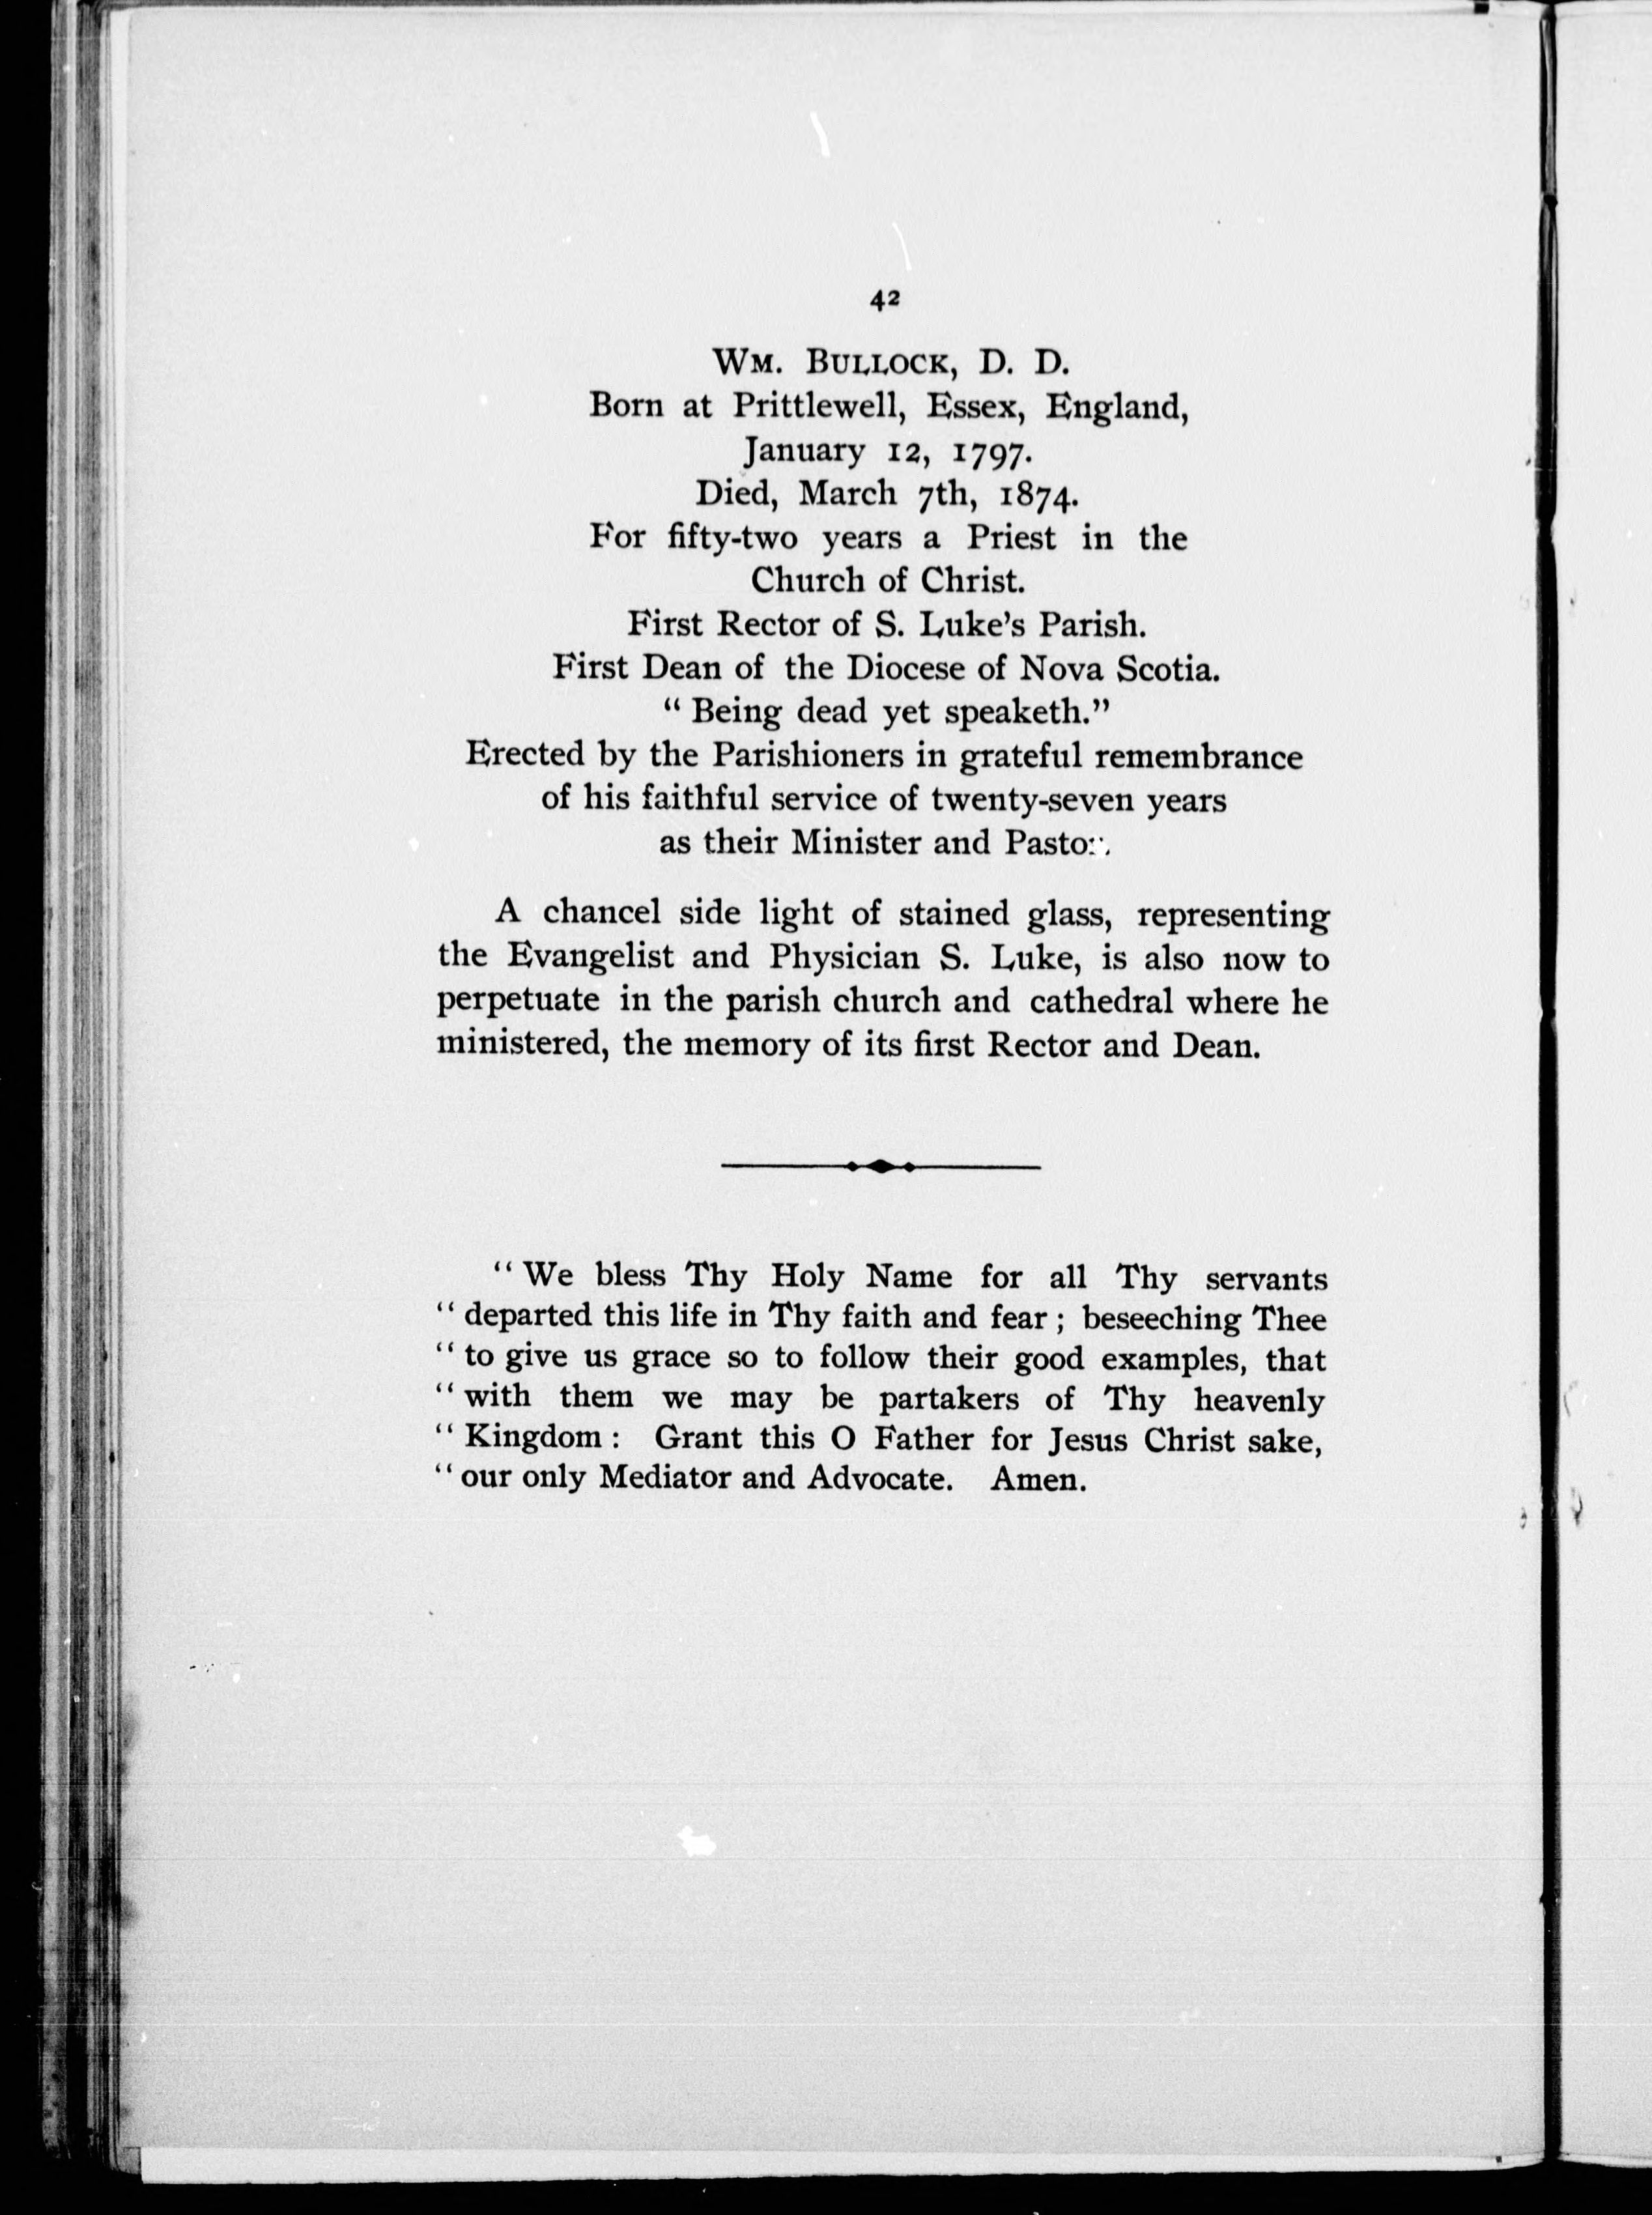 42
WM. BULLOCK, D. D.
Born at Prittlewell, Essex, England,
January 12, 1797.
Died, March 7th, 1874.
For fifty-two years a Priest in the
Church of Christ.
First Rector of S. Luke's Parish.
First Dean of the Diocese of Nova Scotia.
“ Being dead yet speaketh.”
Erected by the Parishioners in grateful remembrance
of his faithful service of twenty-seven years
as their Minister and Pastor.
A chancel side light of stained glass, representing
the Evangelist and Physician S. Luke, is also now to
perpetuate in the parish church and cathedral where he
ministered, the memory of its first Rector and Dean.
“ We bless Thy Holy Name for all Thy servants
“ departed this life in Thy faith and fear ; beseeching Thee
“ to give us grace so to follow their good examples, that
“ with them we may be partakers of Thy heavenly
“ Kingdom : Grant this O Father for Jesus Christ sake,
“ our only Mediator and Advocate. Amen.